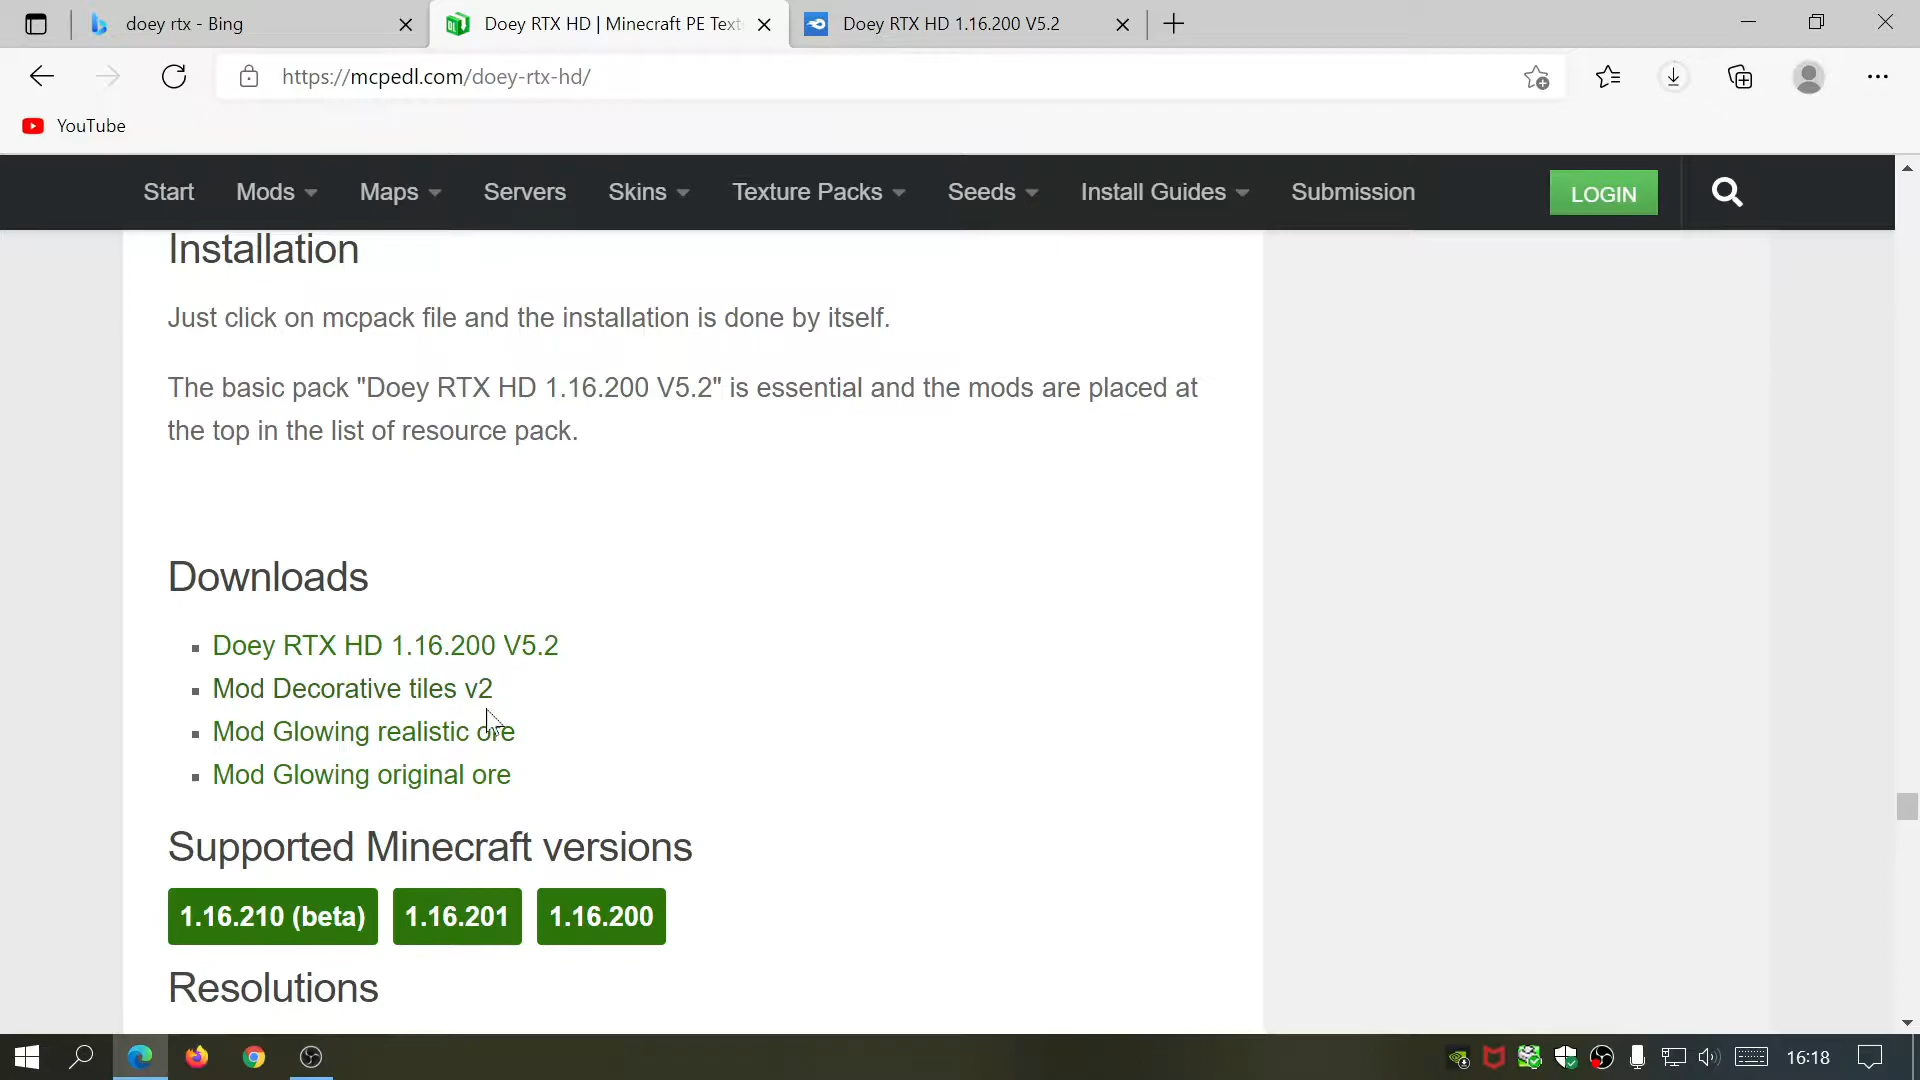 doey rtx - Bing
Doey RTX HD | Minecraft PE Text
Doey RTX HD 1.16.200 V5.2
https://mcpedl.com/doey-rtx-hd/
YouTube
Start Mods Maps Servers Skins Texture Packs Seeds Install Guides Submission LOGIN
Installation
Just click on mcpack file and the installation is done by itself.
The basic pack "Doey RTX HD 1.16.200 V5.2" is essential and the mods are placed at
the top in the list of resource pack.
Downloads
Doey RTX HD 1.16.200 V5.2
Mod Decorative tiles v2
Mod Glowing realistic ore
Mod Glowing original ore
Supported Minecraft versions
1.16.210 (beta) 1.16.201 1.16.200
Resolutions
16:18